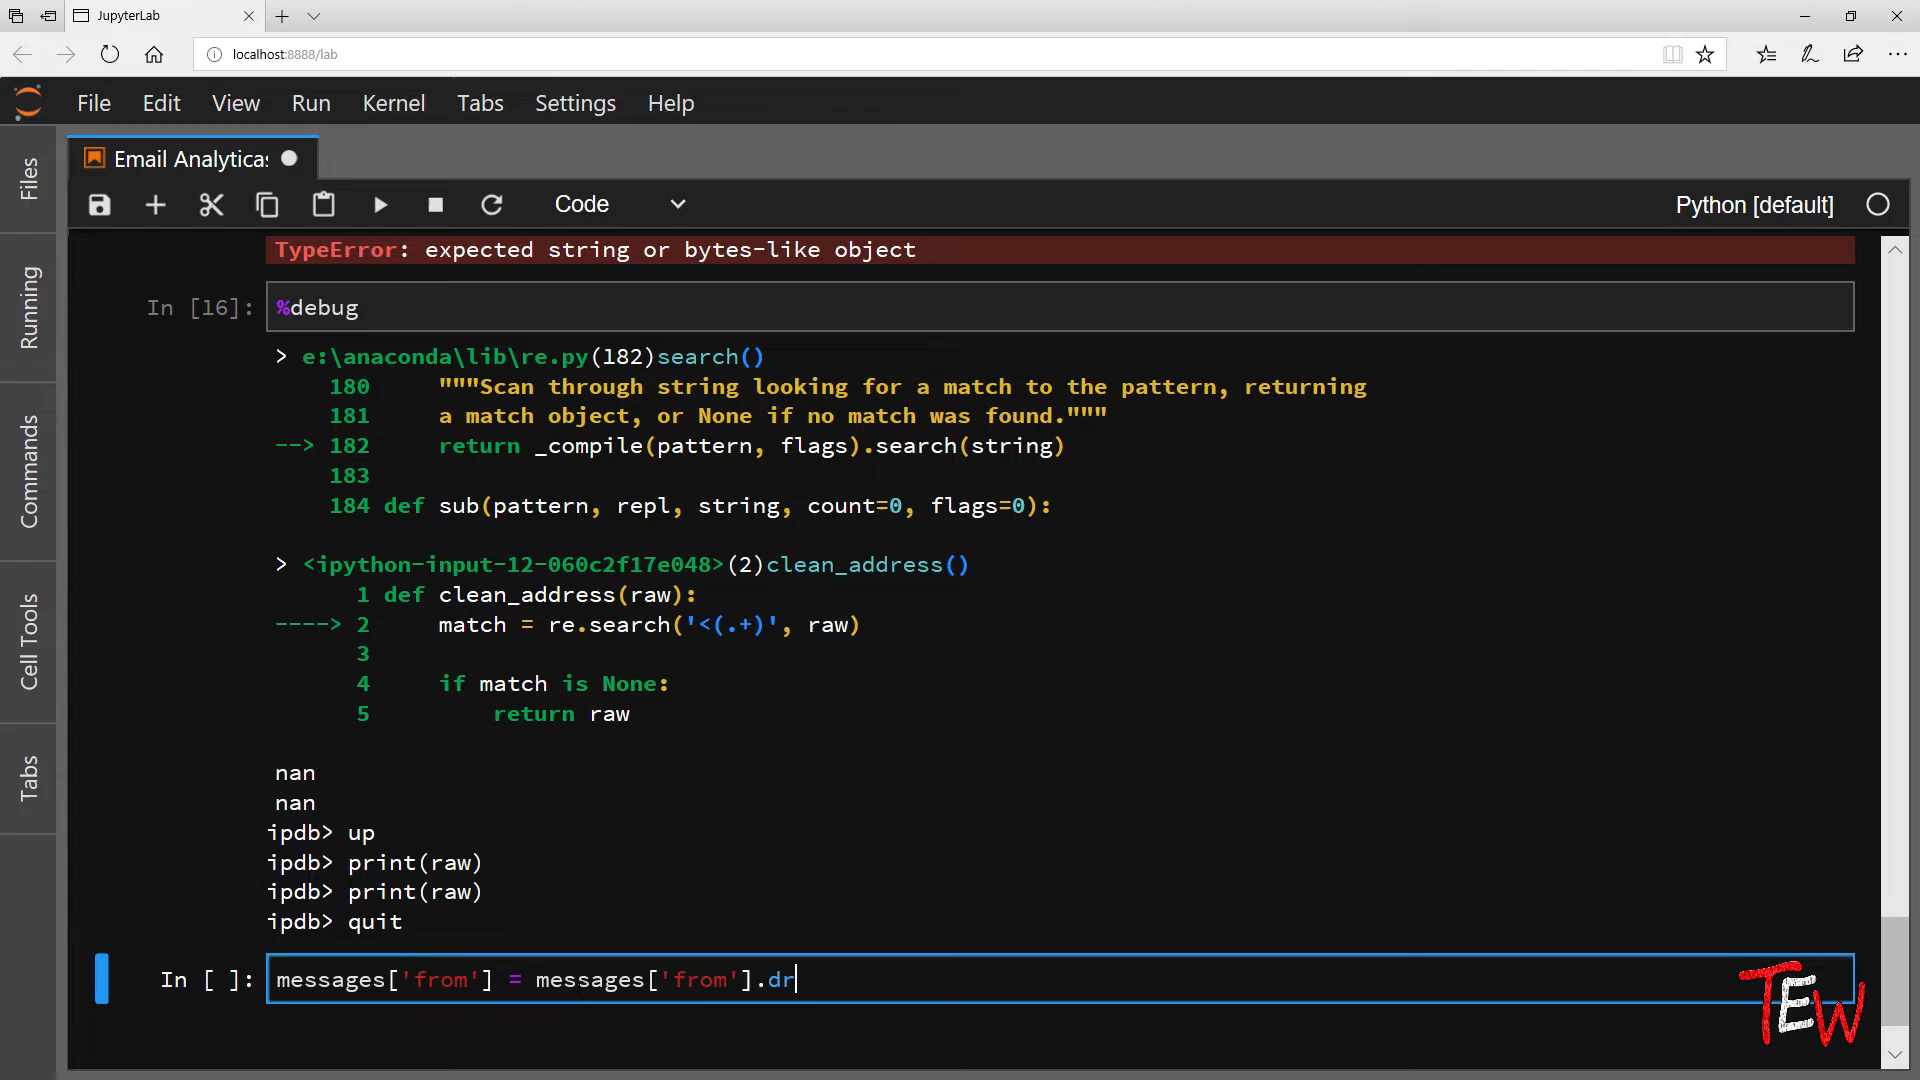 JupyterLab
localhost:8888/lab
File Edit View Run Kernel Tabs Settings Help
Email Analyticas
Code
Python [default]
Files
Running
Commands
Cell Tools
Tabs
TypeError: expected string or bytes-like object
In [16]: %debug
> e:\anaconda\lib\re.py(182)search()
180 """Scan through string looking for a match to the pattern, returning
181 a match object, or None if no match was found."""
--> 182 return _compile(pattern, flags).search(string)
183
184 def sub(pattern, repl, string, count=0, flags=0):
> <ipython-input-12-060c2f17e048>(2)clean_address()
1 def clean_address(raw):
----> 2 match = re.search('<(.+)', raw)
3
4 if match is None:
5 return raw
nan
nan
ipdb> up
ipdb> print(raw)
ipdb> print(raw)
ipdb> quit
In [ ]: messages['from'] = messages['from'].dr
TEW